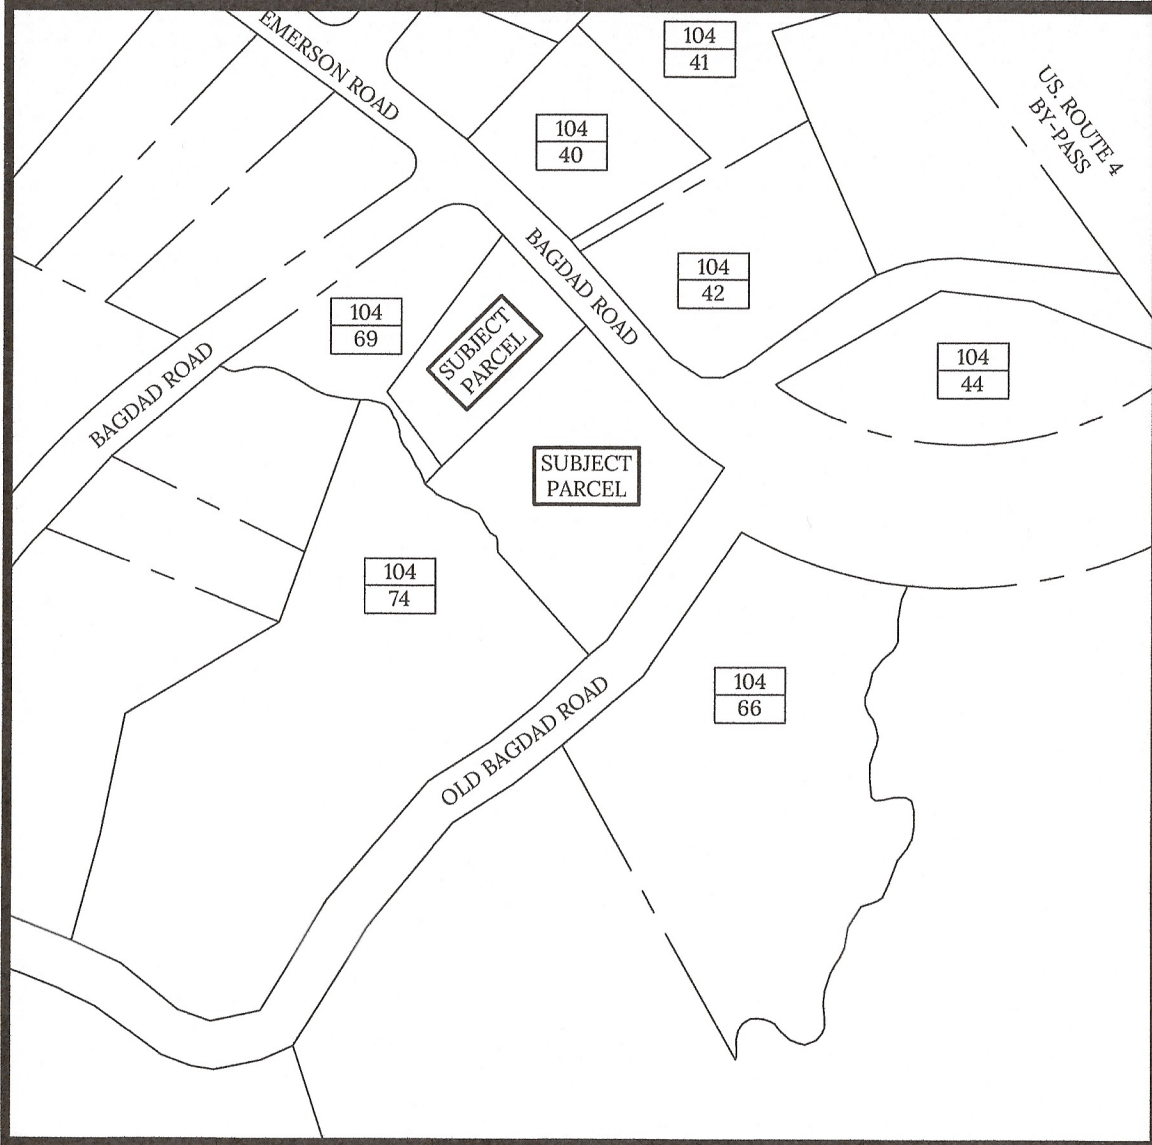 EMERSON ROAD
104
41
US. ROUTE 4
BY-PASS
104
40
BAGDAD ROAD
104
42
104
69
SUBJECT
PARCEL
BAGDAD ROAD
104
44
SUBJECT
PARCEL
104
74
104
66
OLD BAGDAD ROAD